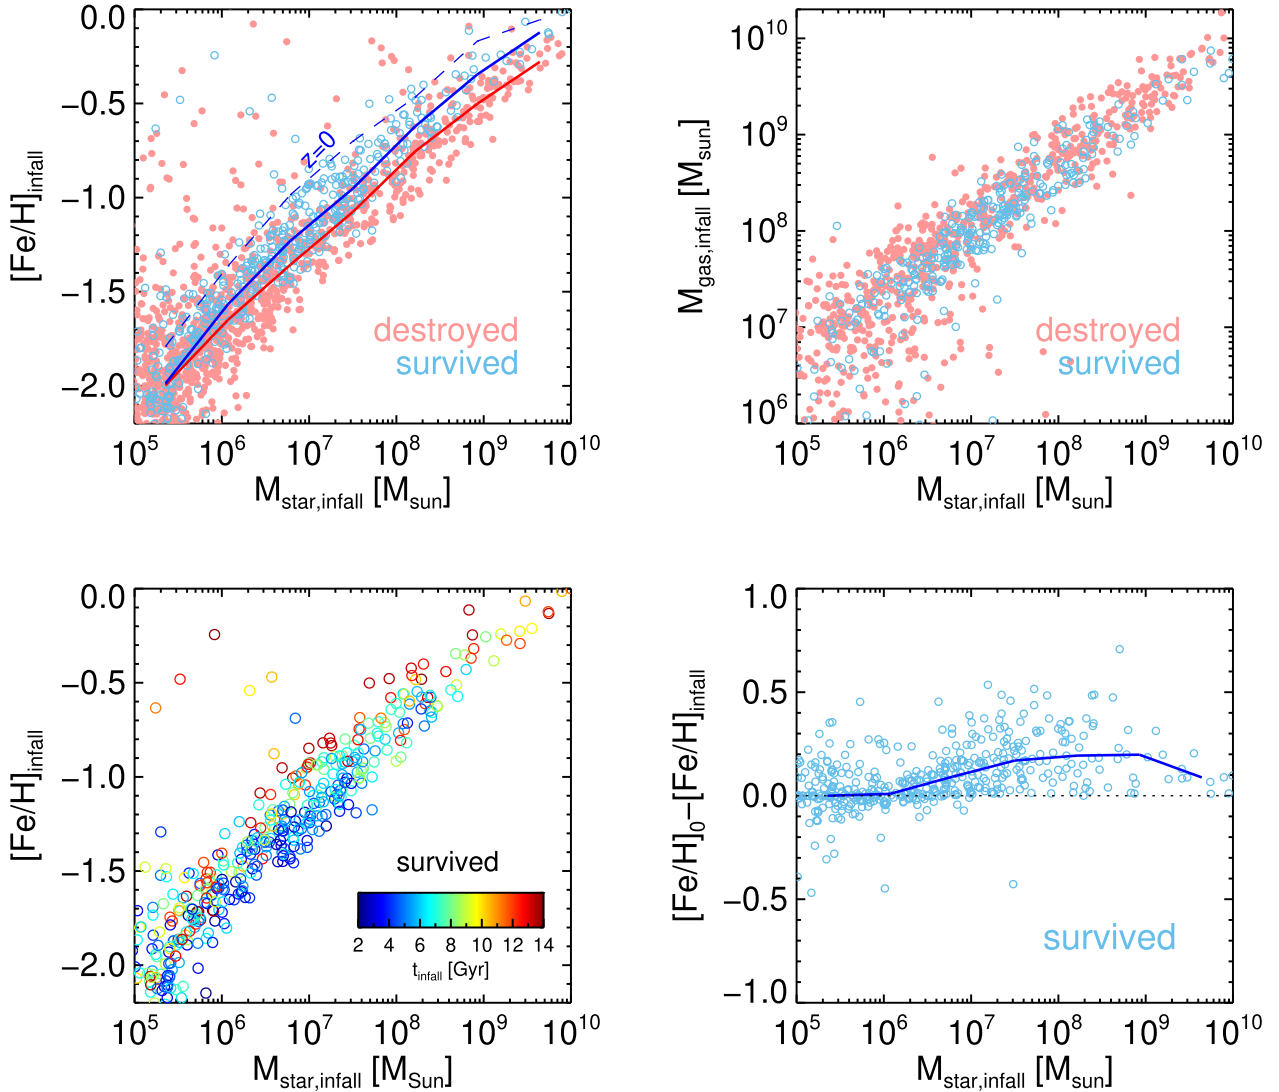 0.0
−0.5
−1.0
−1.5
−2.0
[Fe/H]infall
z=0
destroyed
survived
10^5 10^6 10^7 10^8 10^9 10^10
Mstar,infall [Msun]
10^10
10^9
10^8
10^7
10^6
Mgas,infall [Msun]
destroyed
survived
10^5 10^6 10^7 10^8 10^9 10^10
Mstar,infall [Msun]
0.0
−0.5
−1.0
−1.5
−2.0
[Fe/H]infall
survived
2 4 6 8 10 12 14
tinfall [Gyr]
10^5 10^6 10^7 10^8 10^9 10^10
Mstar,infall [MSun]
1.0
0.5
0.0
−0.5
−1.0
[Fe/H]0−[Fe/H]infall
survived
10^5 10^6 10^7 10^8 10^9 10^10
Mstar,infall [Msun]